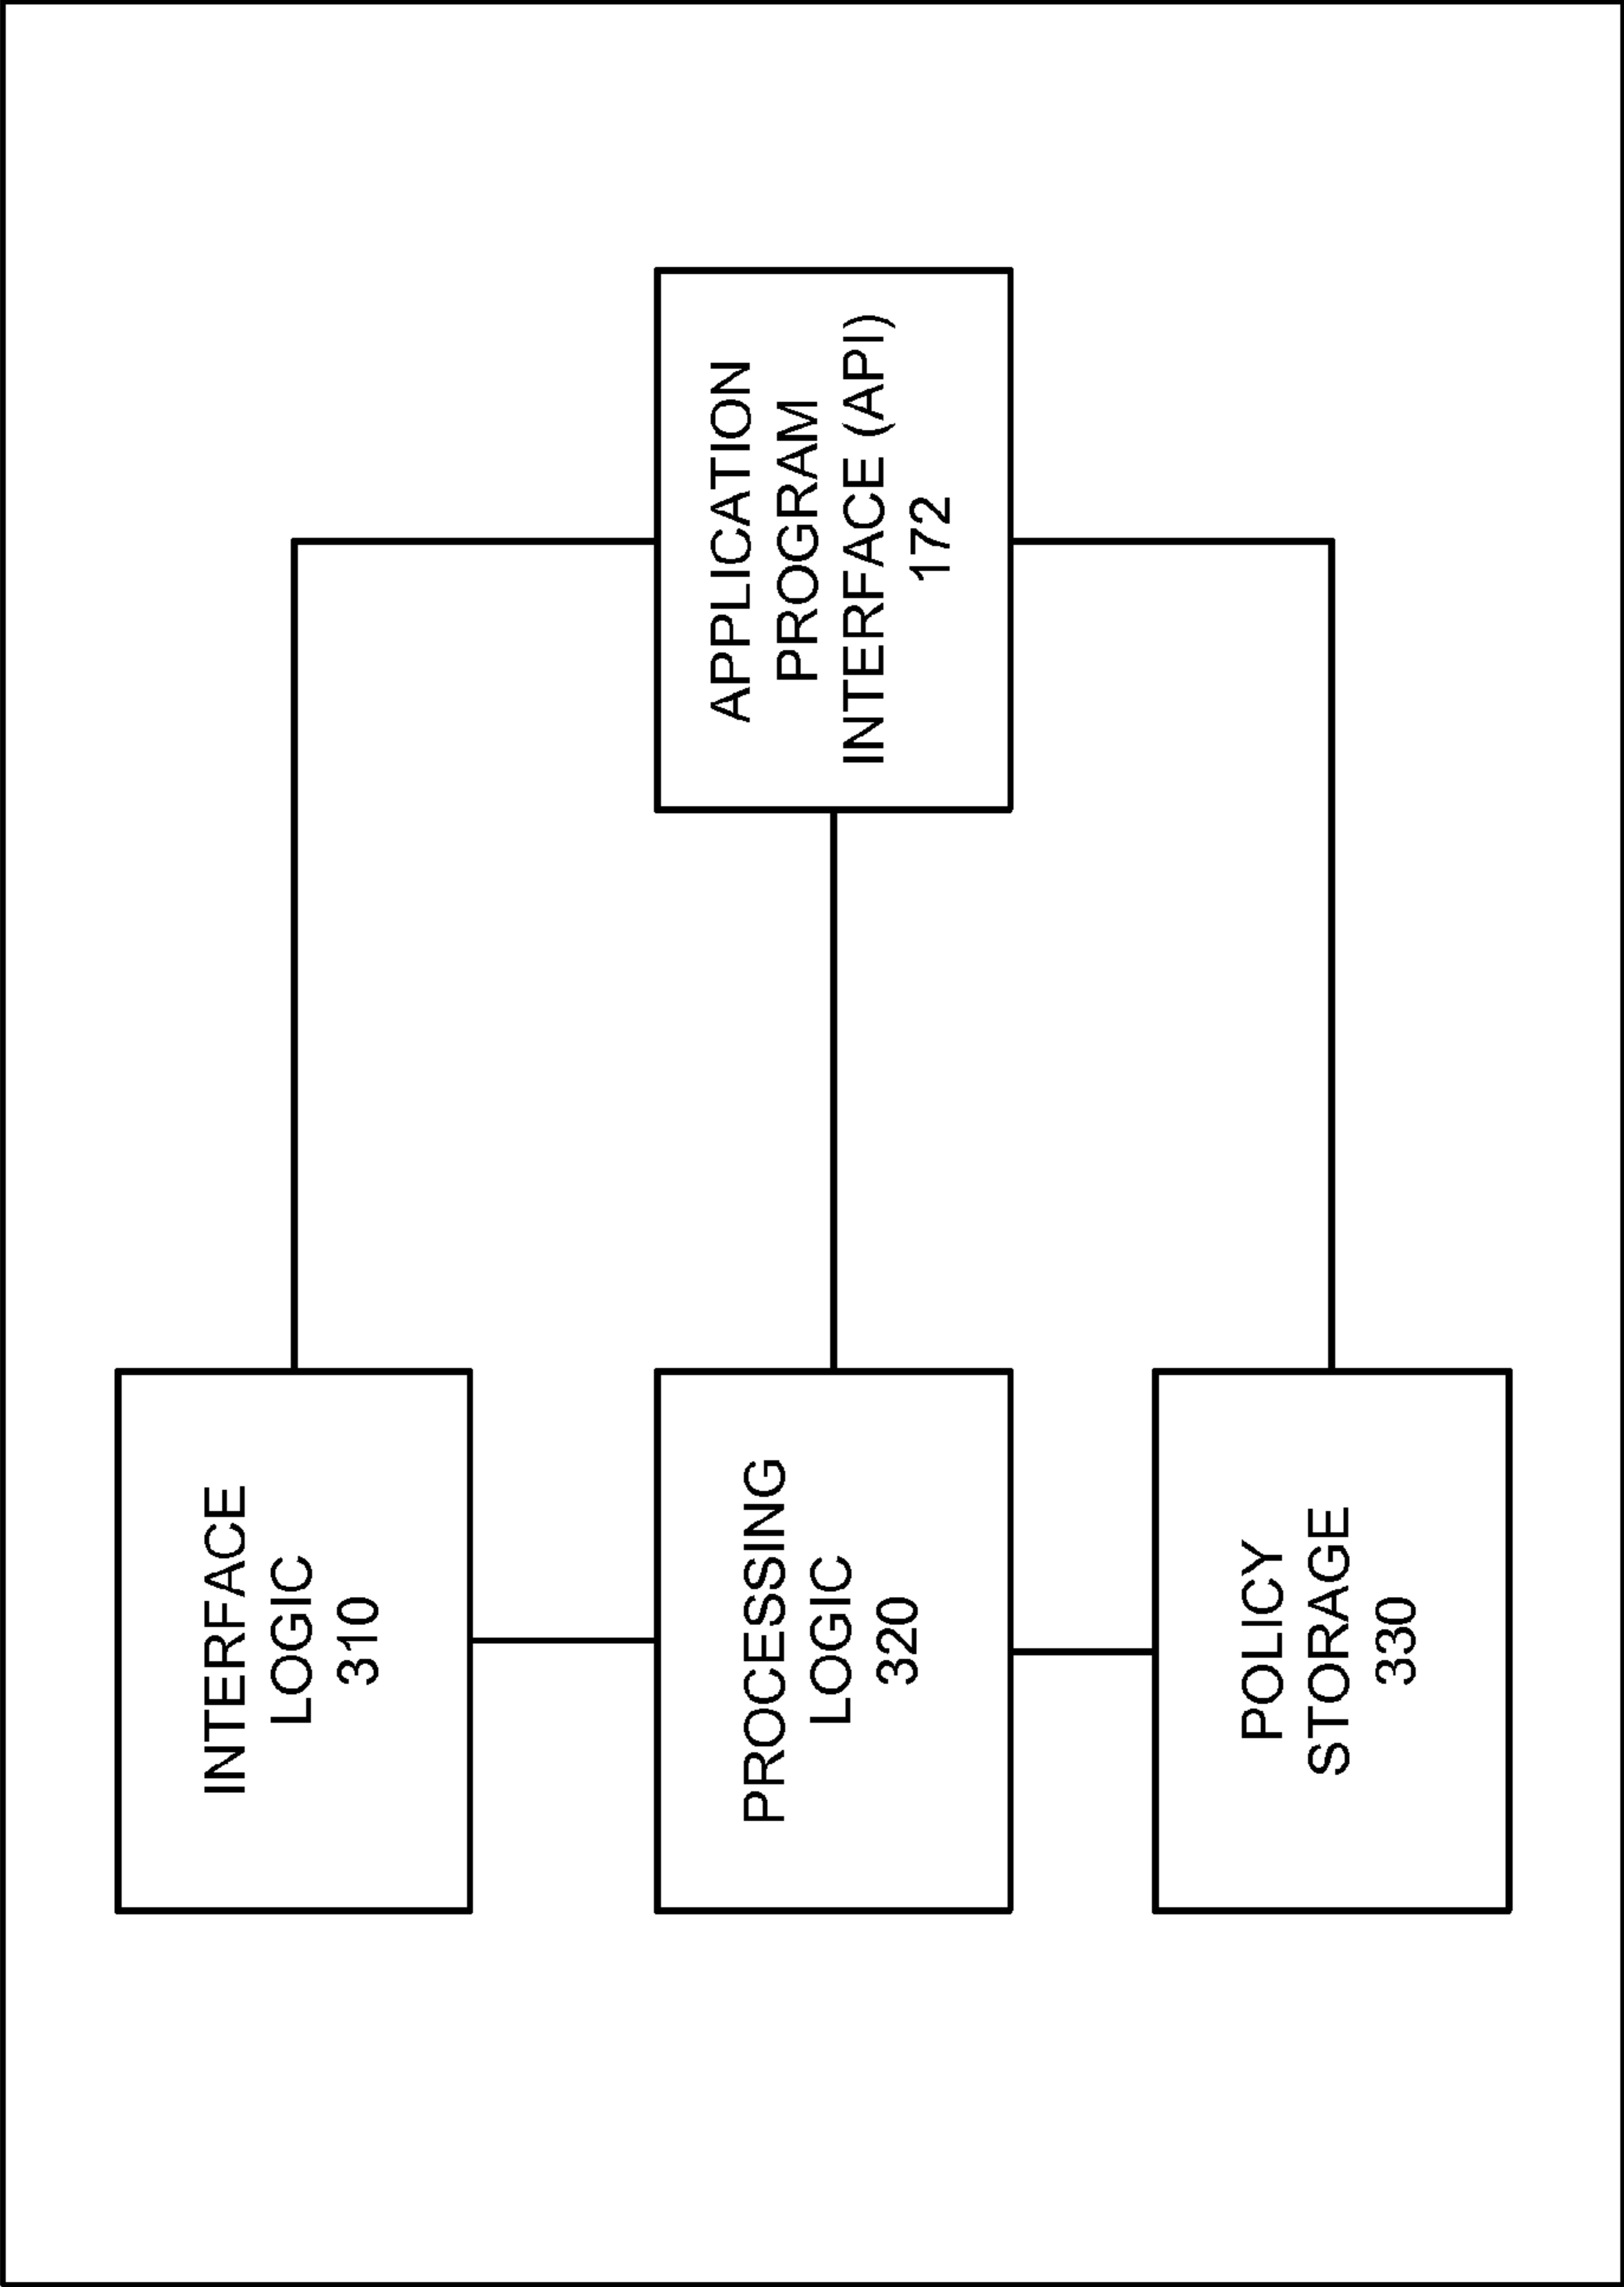 INTERFACE
LOGIC
310
PROCESSING
LOGIC
320
POLICY
STORAGE
330
APPLICATION
PROGRAM
INTERFACE (API)
172